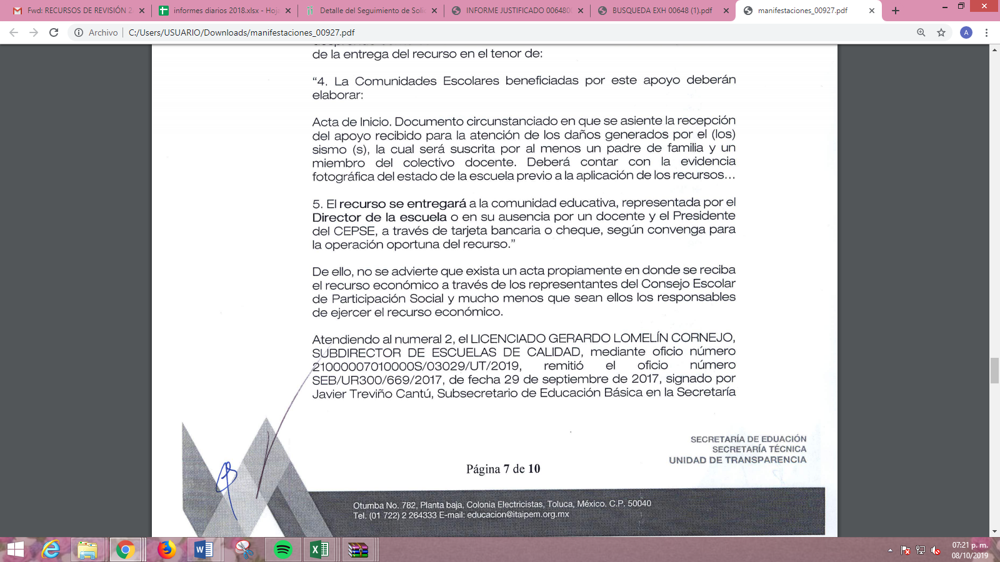 Fwd: RECURSOS DE REVISIÓN 2
informes diarios 2018.xlsx - Hoja
Detalle del Seguimiento de Solic
INFORME JUSTIFICADO 00648
BUSQUEDA EXH 00648 (1).pdf
manifestaciones_00927.pdf
Archivo
C:/Users/USUARIO/Downloads/manifestaciones_00927.pdf
A
de la entrega del recurso en el tenor de:
“4. La Comunidades Escolares beneficiadas por este apoyo deberán
elaborar:
Acta de Inicio. Documento circunstanciado en que se asiente la recepción
del apoyo recibido para la atención de los daños generados por el (los)
sismo (s), la cual será suscrita por al menos un padre de familia y un
miembro del colectivo docente. Deberá contar con la evidencia
fotográfica del estado de la escuela previo a la aplicación de los recursos...
5. El recurso se entregará a la comunidad educativa, representada por el
Director de la escuela o en su ausencia por un docente y el Presidente
del CEPSE, a través de tarjeta bancaria o cheque, según convenga para
la operación oportuna del recurso.”
De ello, no se advierte que exista un acta propiamente en donde se reciba
el recurso económico a través de los representantes del Consejo Escolar
de Participación Social y mucho menos que sean ellos los responsables
de ejercer el recurso económico.
Atendiendo al numeral 2, el LICENCIADO GERARDO LOMELÍN CORNEJO,
SUBDIRECTOR DE ESCUELAS DE CALIDAD, mediante oficio número
21000007010000S/03029/UT/2019, remitió el oficio número
SEB/UR300/669/2017, de fecha 29 de septiembre de 2017, signado por
Javier Treviño Cantú, Subsecretario de Educación Básica en la Secretaría
SECRETARÍA DE EDUACIÓN
SECRETARÍA TÉCNICA
UNIDAD DE TRANSPARENCIA
Página 7 de 10
Otumba No. 782, Planta baja, Colonia Electricistas, Toluca, México. C.P. 50040
Tel. (01 722) 2 264333 E-mail: educacion@itaipem.org.mx
07:21 p. m.
08/10/2019